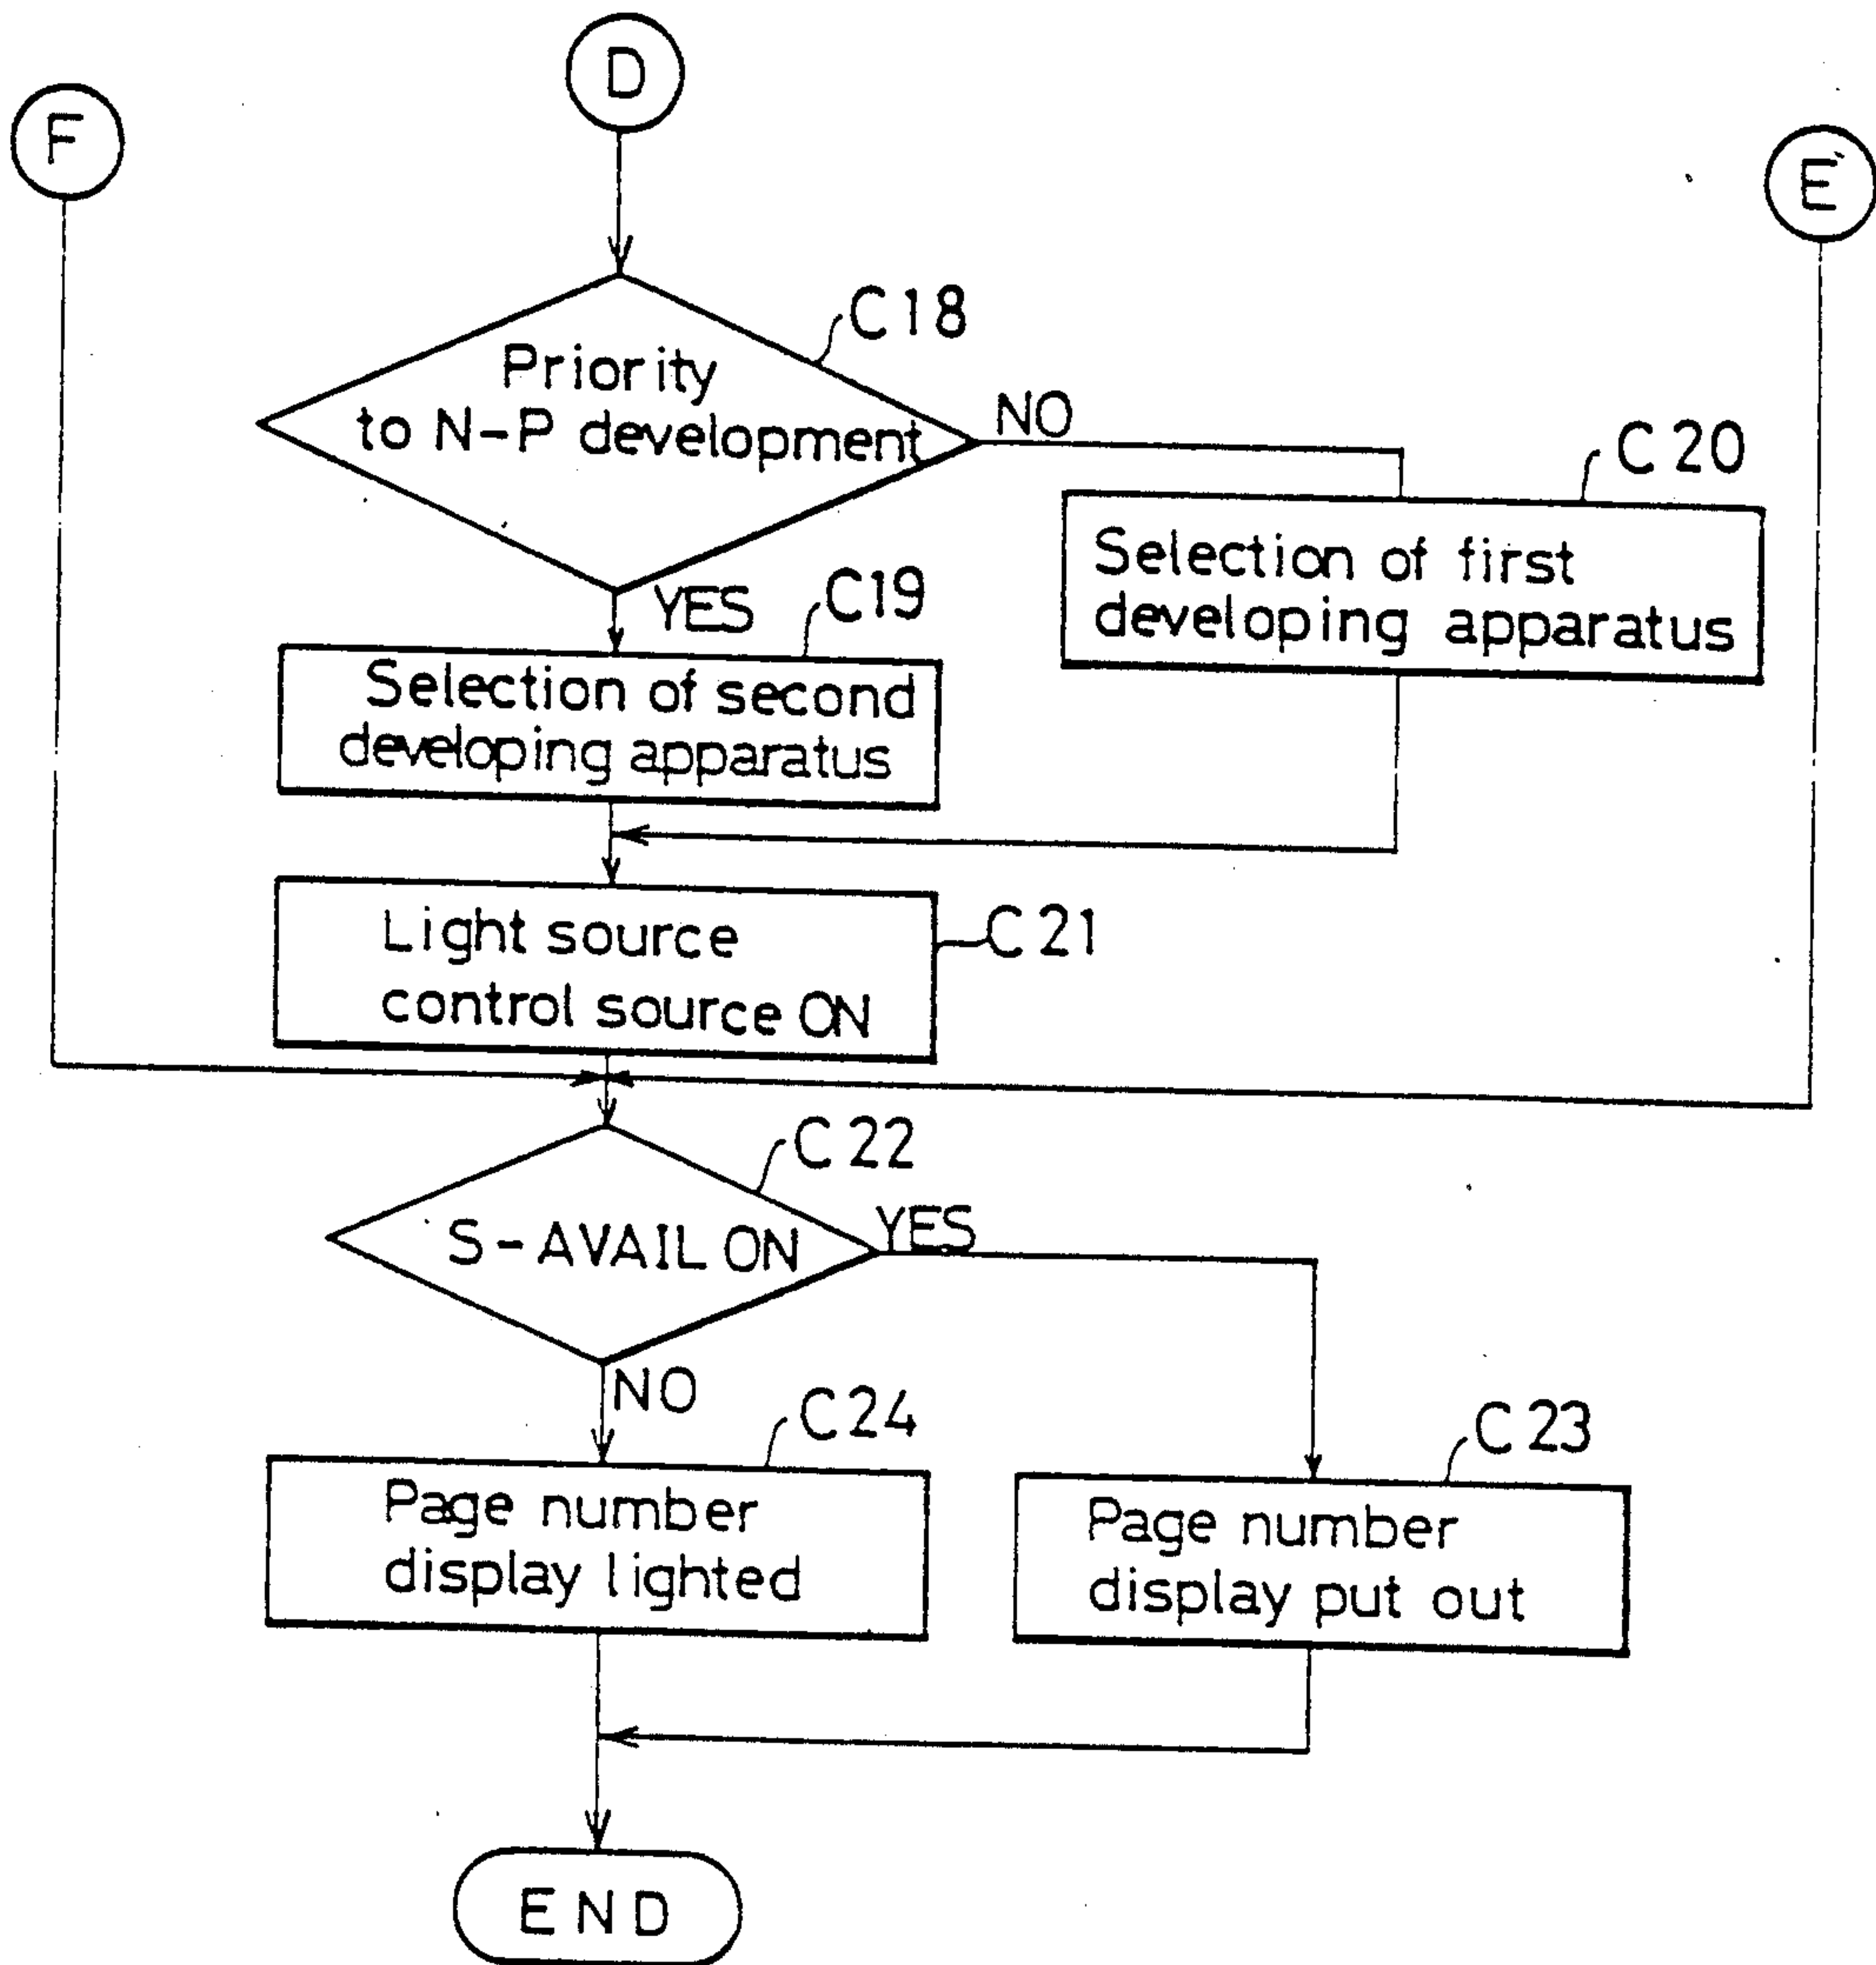 D
F
E
C18
Priority
to N-P development
NO
C20
Selection of first
developing apparatus
YES
C19
Selection of second
developing apparatus
Light source
control source ON
C21
C22
S-AVAIL ON
YES
NO
C24
C23
Page number
display lighted
Page number
display put out
END